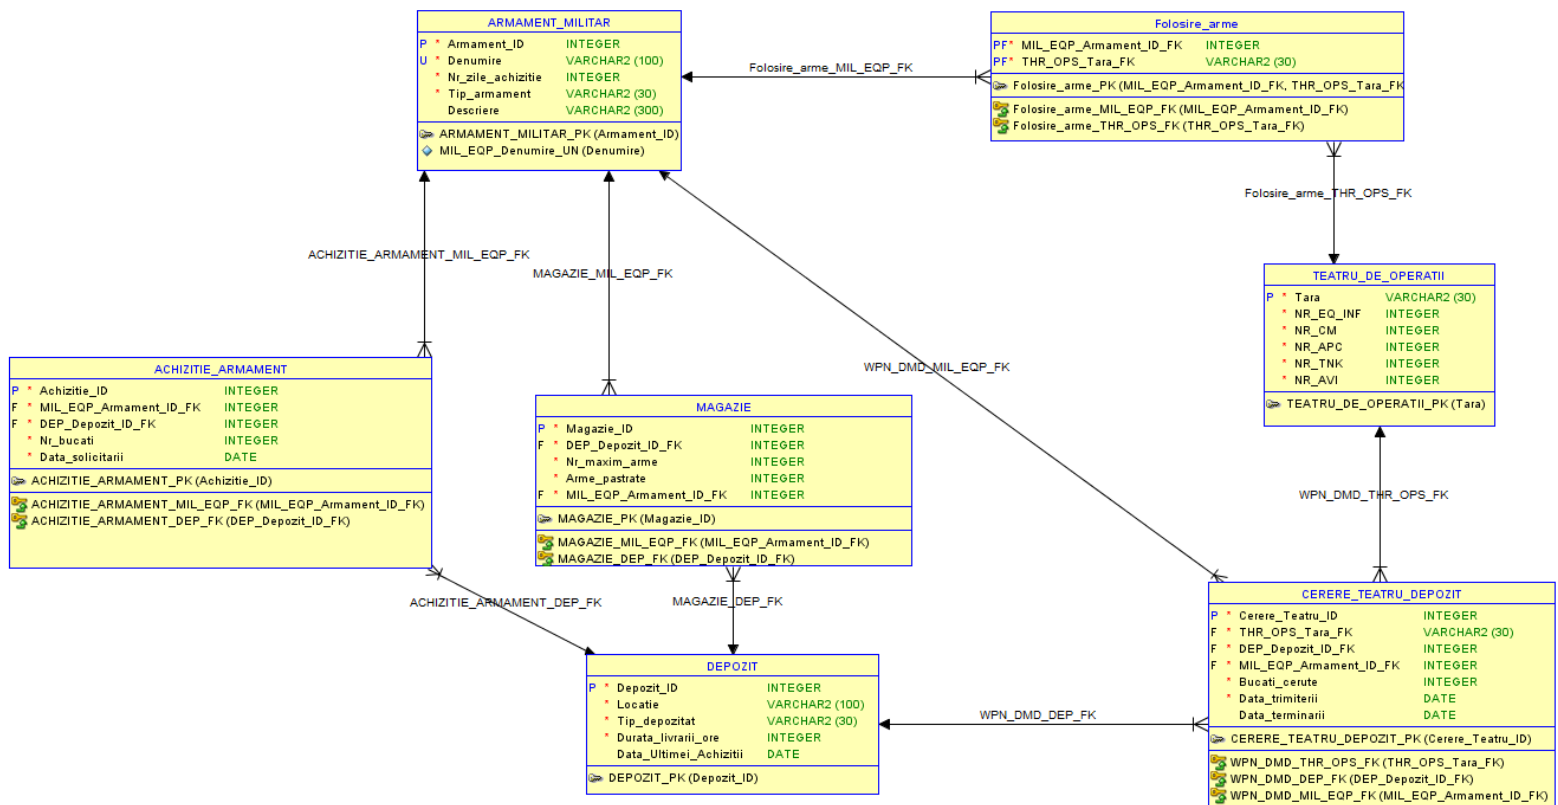 ARMAMENT_MILITAR
P * Armament_ID INTEGER
U * Denumire VARCHAR2 (100)
* Nr_zile_achizitie INTEGER
* Tip_armament VARCHAR2 (30)
Descriere VARCHAR2 (300)
ARMAMENT_MILITAR_PK (Armament_ID)
MIL_EQP_Denumire_UN (Denumire)
Folosire_arme_MIL_EQP_FK
Folosire_arme
PF* MIL_EQP_Armament_ID_FK INTEGER
PF* THR_OPS_Tara_FK VARCHAR2 (30)
Folosire_arme_PK (MIL_EQP_Armament_ID_FK, THR_OPS_Tara_FK
Folosire_arme_MIL_EQP_FK (MIL_EQP_Armament_ID_FK)
Folosire_arme_THR_OPS_FK (THR_OPS_Tara_FK)
Folosire_arme_THR_OPS_FK
ACHIZITIE_ARMAMENT_MIL_EQP_FK
MAGAZIE_MIL_EQP_FK
WPN_DMD_MIL_EQP_FK
TEATRU_DE_OPERATII
P * Tara VARCHAR2 (30)
* NR_EQ_INF INTEGER
* NR_CM INTEGER
* NR_APC INTEGER
* NR_TNK INTEGER
* NR_AVI INTEGER
TEATRU_DE_OPERATII_PK (Tara)
ACHIZITIE_ARMAMENT
P * Achizitie_ID INTEGER
F * MIL_EQP_Armament_ID_FK INTEGER
F * DEP_Depozit_ID_FK INTEGER
* Nr_bucati INTEGER
* Data_solicitarii DATE
ACHIZITIE_ARMAMENT_PK (Achizitie_ID)
ACHIZITIE_ARMAMENT_MIL_EQP_FK (MIL_EQP_Armament_ID_FK)
ACHIZITIE_ARMAMENT_DEP_FK (DEP_Depozit_ID_FK)
MAGAZIE
P * Magazie_ID INTEGER
F * DEP_Depozit_ID_FK INTEGER
* Nr_maxim_arme INTEGER
* Arme_pastrate INTEGER
F * MIL_EQP_Armament_ID_FK INTEGER
MAGAZIE_PK (Magazie_ID)
MAGAZIE_MIL_EQP_FK (MIL_EQP_Armament_ID_FK)
MAGAZIE_DEP_FK (DEP_Depozit_ID_FK)
WPN_DMD_THR_OPS_FK
ACHIZITIE_ARMAMENT_DEP_FK
MAGAZIE_DEP_FK
DEPOZIT
P * Depozit_ID INTEGER
* Locatie VARCHAR2 (100)
* Tip_depozitat VARCHAR2 (30)
* Durata_livrarii_ore INTEGER
Data_Ultimei_Achizitii DATE
DEPOZIT_PK (Depozit_ID)
WPN_DMD_DEP_FK
CERERE_TEATRU_DEPOZIT
P * Cerere_Teatru_ID INTEGER
F * THR_OPS_Tara_FK VARCHAR2 (30)
F * DEP_Depozit_ID_FK INTEGER
F * MIL_EQP_Armament_ID_FK INTEGER
* Bucati_cerute INTEGER
* Data_trimiterii DATE
Data_terminarii DATE
CERERE_TEATRU_DEPOZIT_PK (Cerere_Teatru_ID)
WPN_DMD_THR_OPS_FK (THR_OPS_Tara_FK)
WPN_DMD_DEP_FK (DEP_Depozit_ID_FK)
WPN_DMD_MIL_EQP_FK (MIL_EQP_Armament_ID_FK)